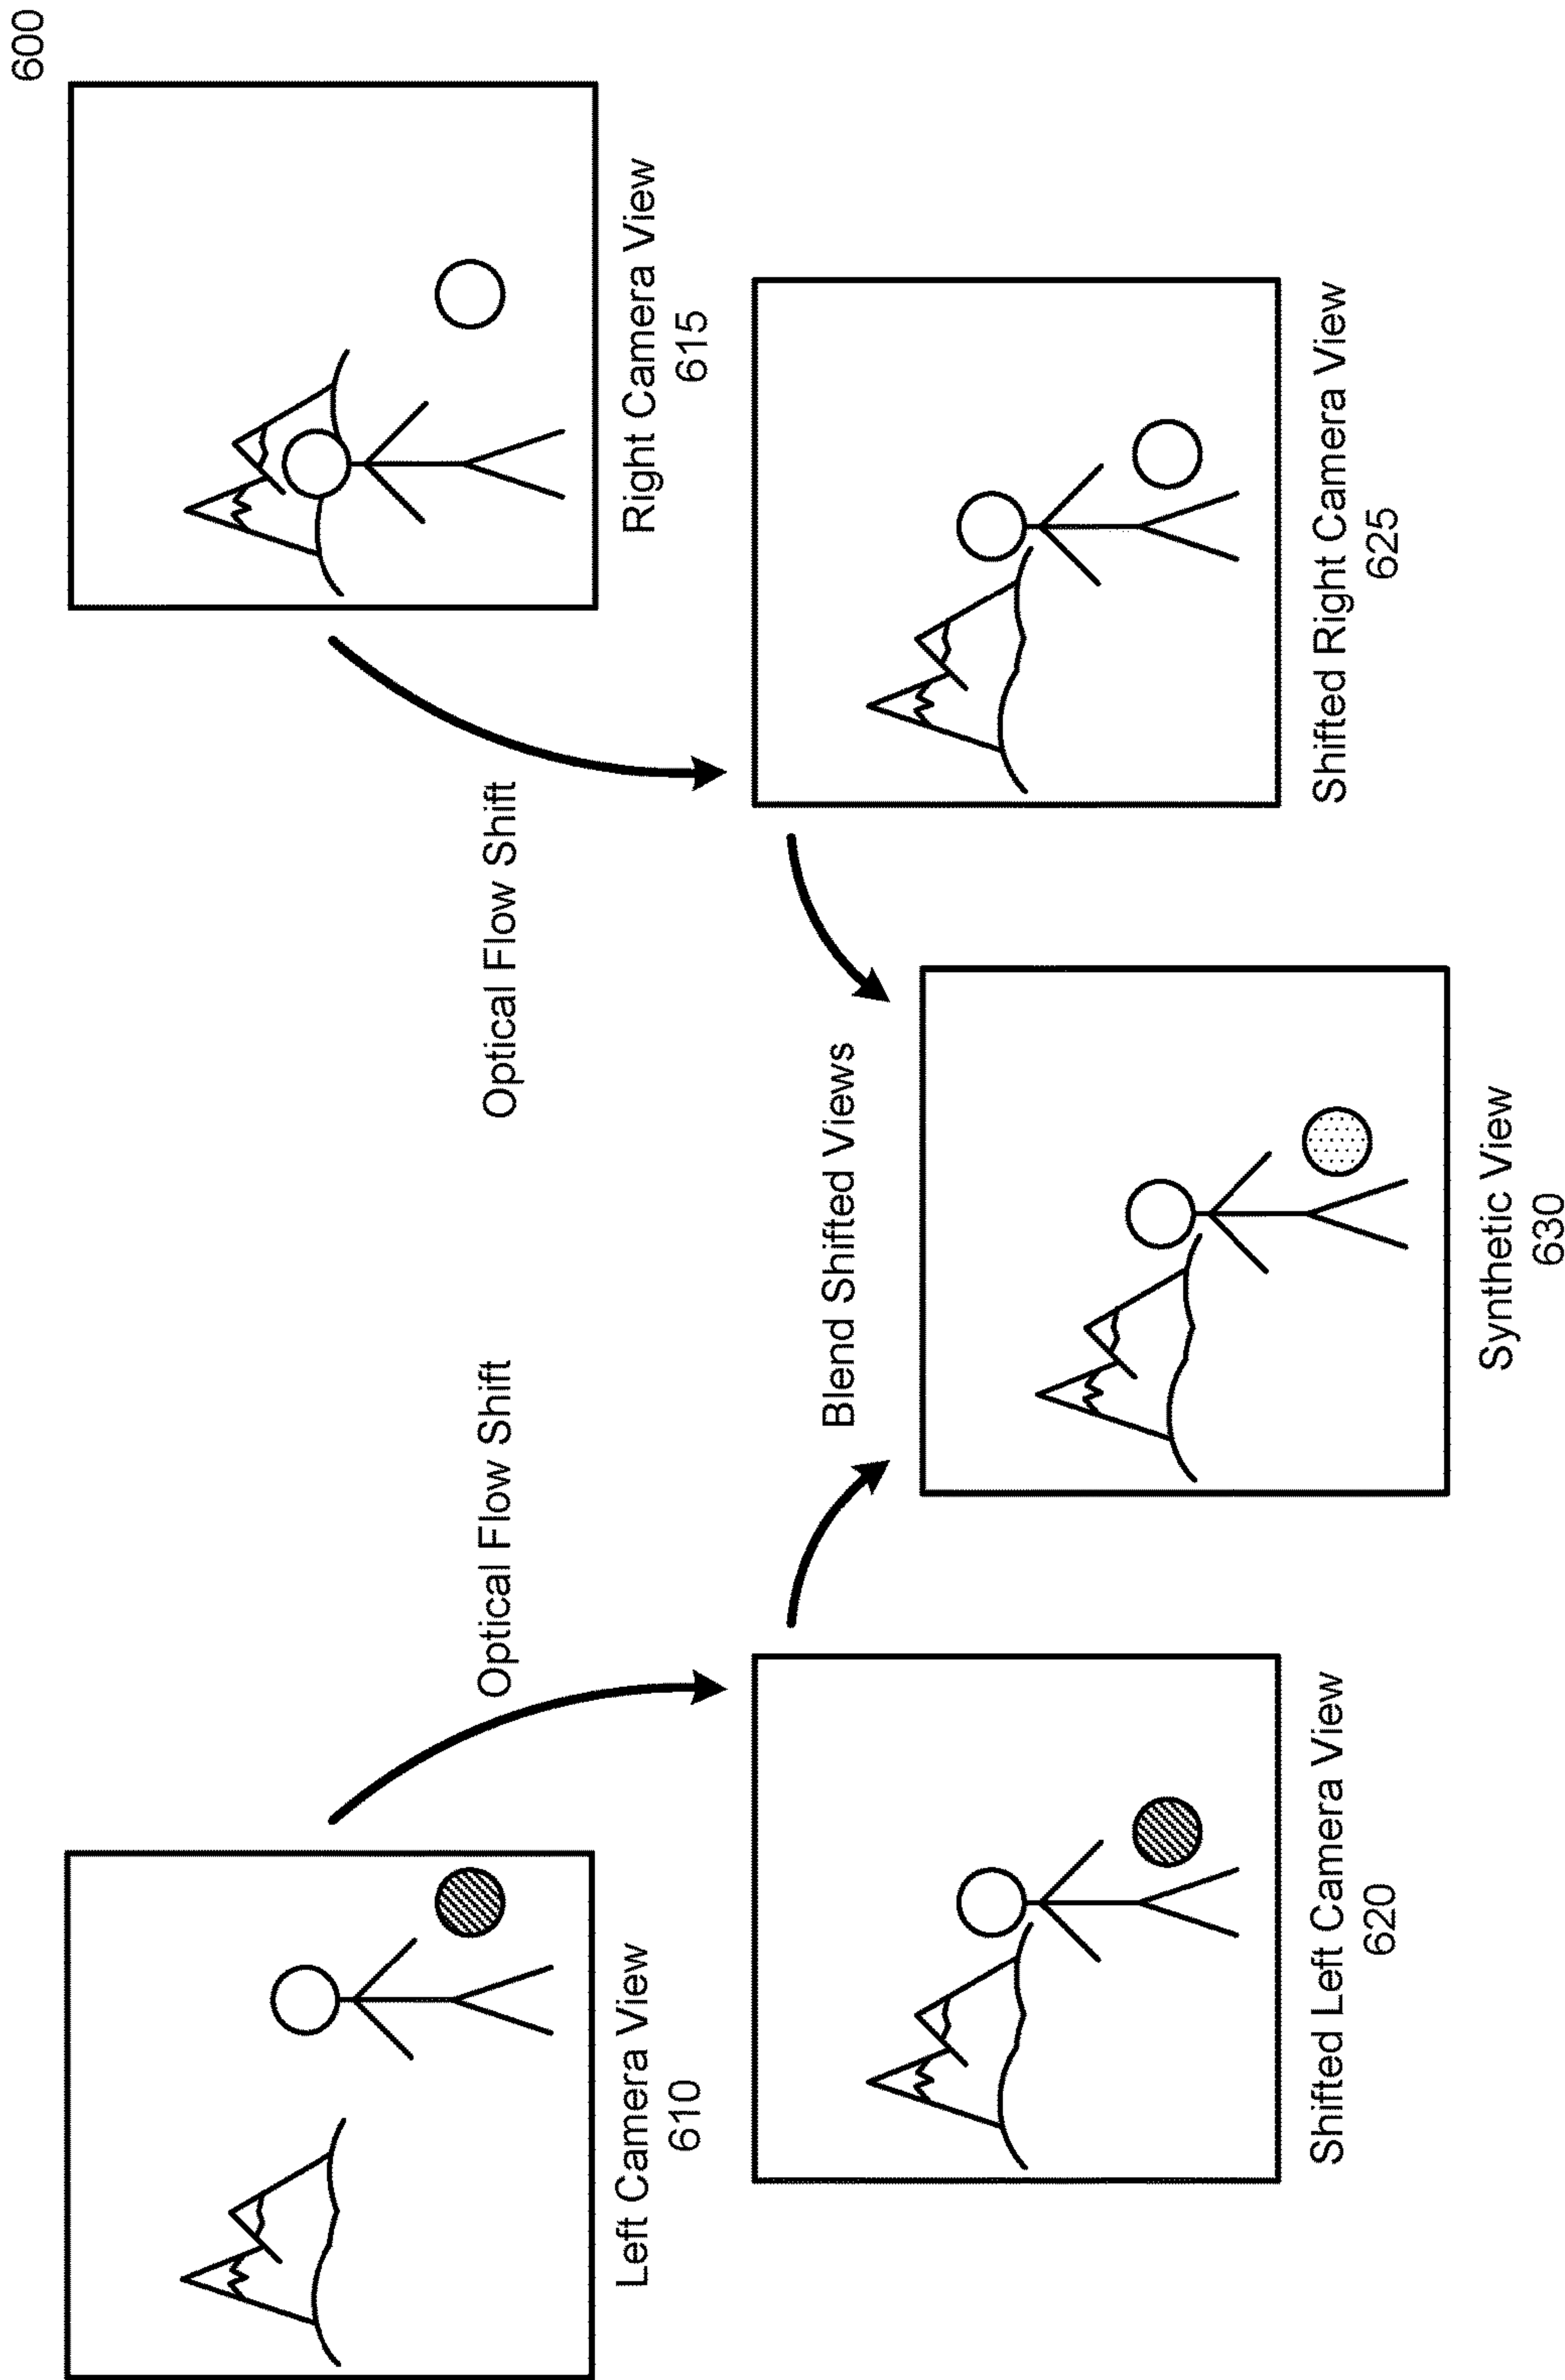 600
Left Camera View
610
Right Camera View
615
Optical Flow Shift
Optical Flow Shift
Shifted Left Camera View
620
Blend Shifted Views
Shifted Right Camera View
625
Synthetic View
630